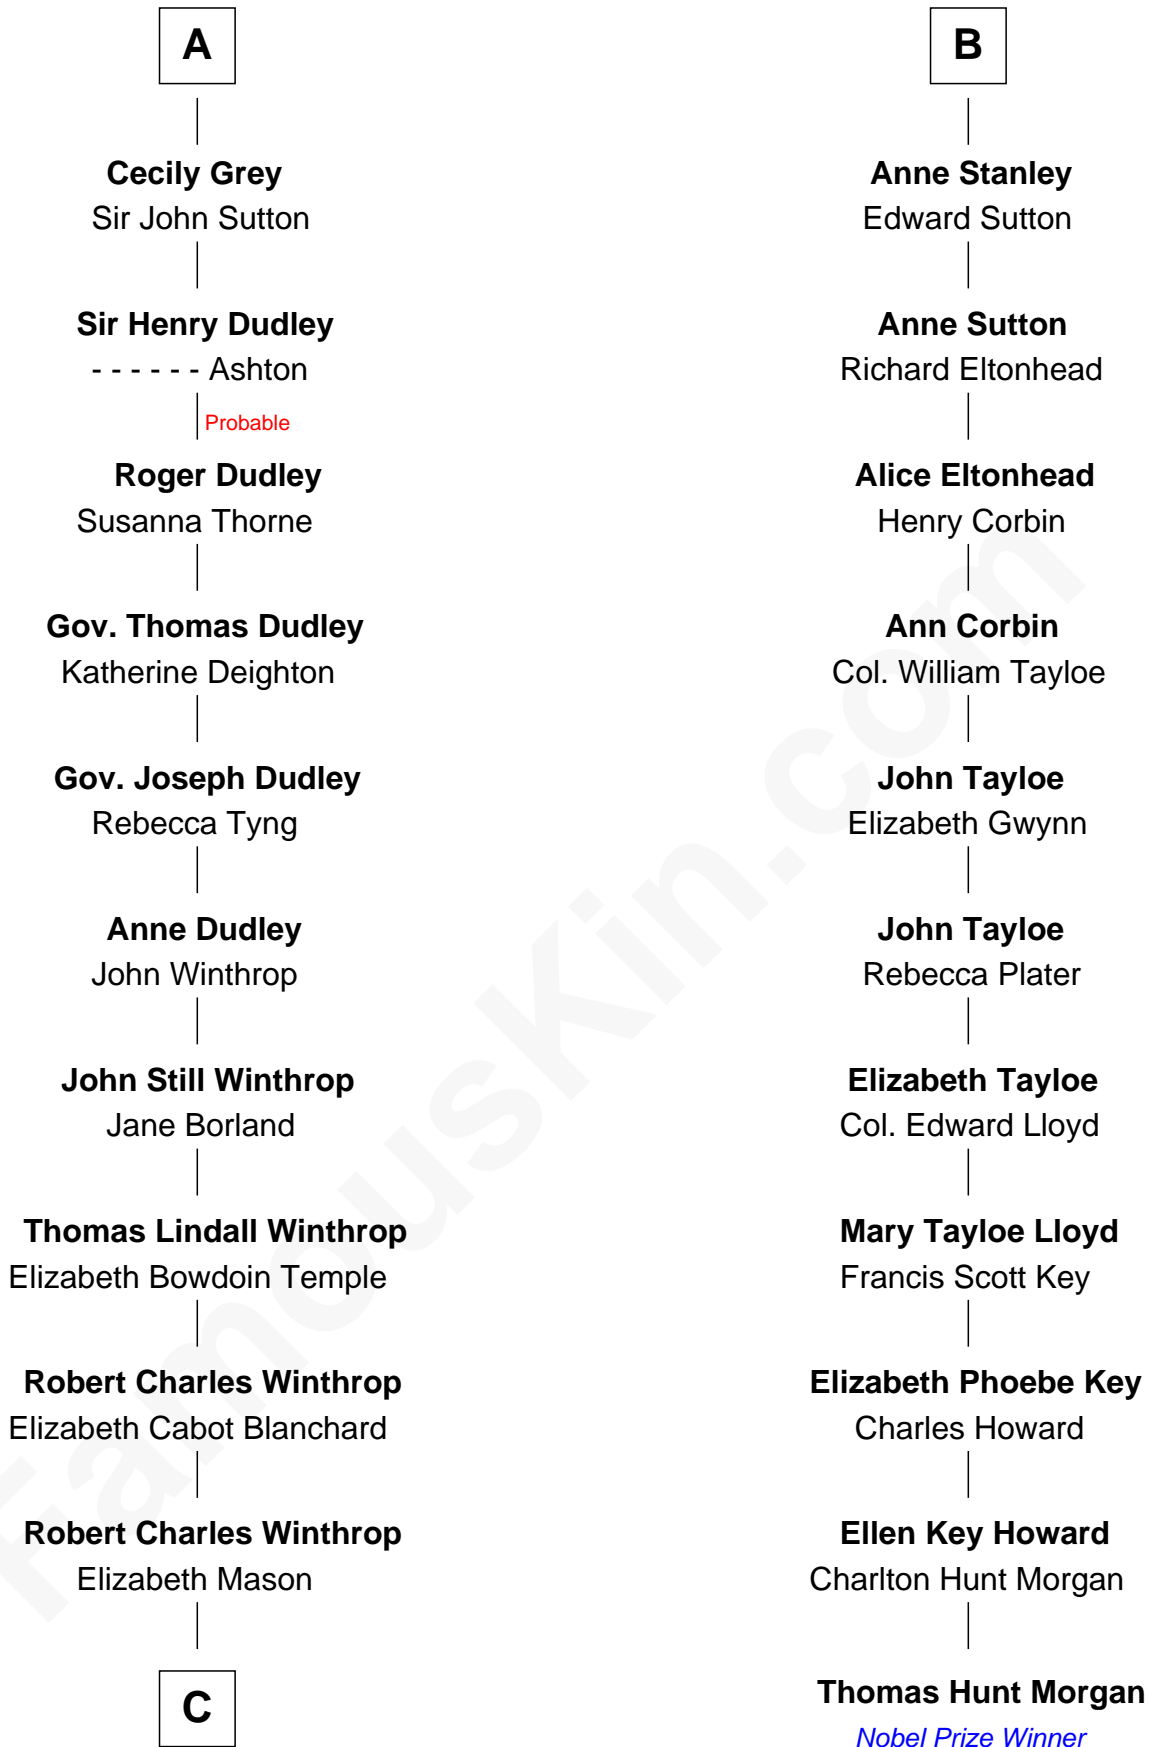 A
Cecily Grey
Sir John Sutton
Sir Henry Dudley
- - - - - - Ashton
Probable
Roger Dudley
Susanna Thorne
Gov. Thomas Dudley
Katherine Deighton
Gov. Joseph Dudley
Rebecca Tyng
Anne Dudley
John Winthrop
John Still Winthrop
Jane Borland
Thomas Lindall Winthrop
Elizabeth Bowdoin Temple
Robert Charles Winthrop
Elizabeth Cabot Blanchard
Robert Charles Winthrop
Elizabeth Mason
C
B
Anne Stanley
Edward Sutton
Anne Sutton
Richard Eltonhead
Alice Eltonhead
Henry Corbin
Ann Corbin
Col. William Tayloe
John Tayloe
Elizabeth Gwynn
John Tayloe
Rebecca Plater
Elizabeth Tayloe
Col. Edward Lloyd
Mary Tayloe Lloyd
Francis Scott Key
Elizabeth Phoebe Key
Charles Howard
Ellen Key Howard
Charlton Hunt Morgan
Thomas Hunt Morgan
Nobel Prize Winner
FamousKin.com